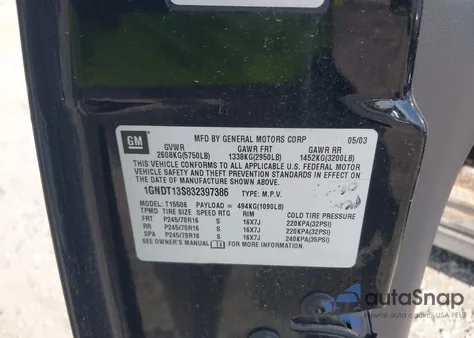 GM
MFD BY GENERAL MOTORS CORP 05/03
GVWR GAWR FRT GAWR RR
2608KG(5750LB) 1338KG(2950LB) 1452KG(3200LB)
THIS VEHICLE CONFORMS TO ALL APPLICABLE U.S. FEDERAL MOTOR
VEHICLE SAFETY AND THEFT PREVENTION STANDARDS IN
EFFECT ON THE DATE OF MANUFACTURE SHOWN ABOVE.
1GNDT13S832397386 TYPE: M.P.V.
MODEL: T15506 PAYLOAD = 494KG(1090LB)
TPMD TIRE SIZE SPEED RTG RIM COLD TIRE PRESSURE
FRT P245/70R16 S 16X7J 220KPA(32PSI)
RR P245/70R16 S 16X7J 220KPA(32PSI)
SPA P245/70R16 S 16X7J 240KPA(35PSI)
SEE OWNER'S MANUAL FOR MORE INFORMATION.
autoSnap